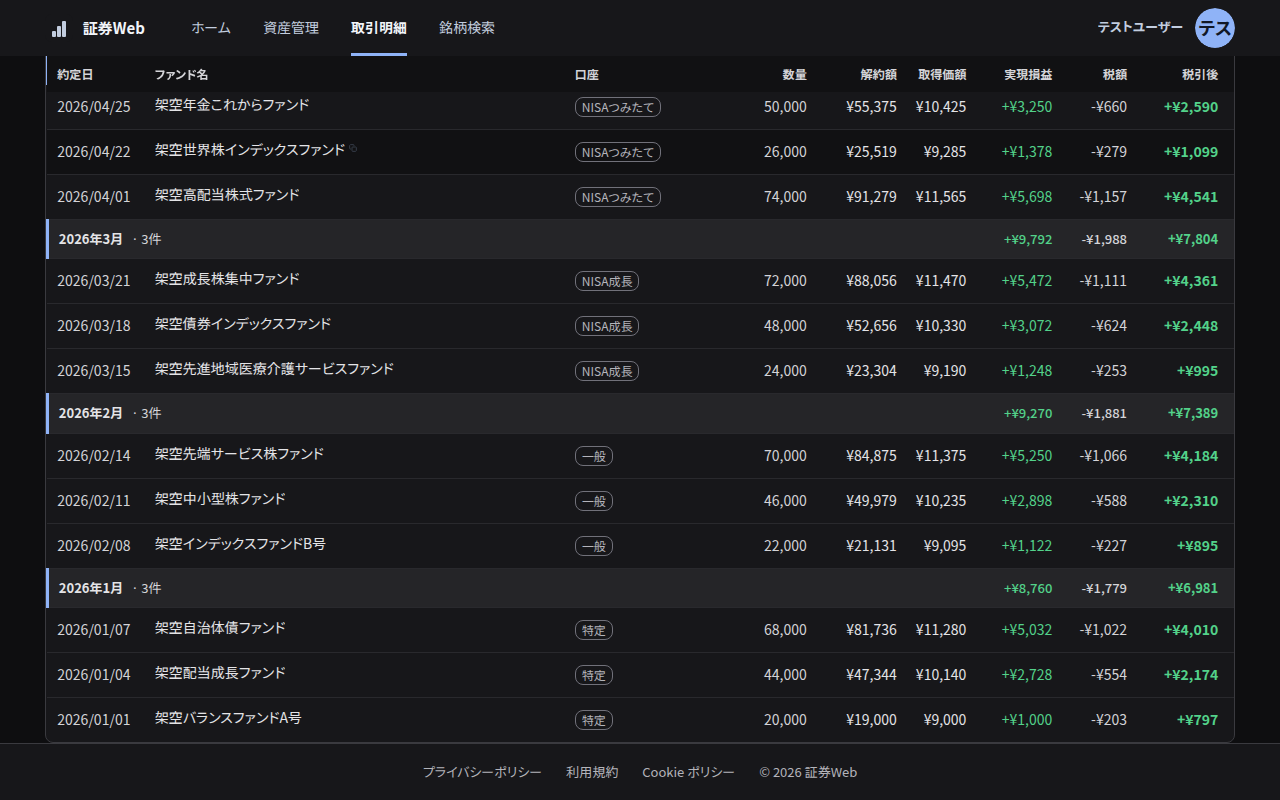 証券Web ホーム 資産管理 取引明細 銘柄検索 テストユーザー テス
約定日 ファンド名 口座 数量 解約額 取得価額 実現損益 税額 税引後
2026/04/25 架空年金これからファンド NISAつみたて 50,000 ¥55,375 ¥10,425 +¥3,250 -¥660 +¥2,590
2026/04/22 架空世界株インデックスファンド NISAつみたて 26,000 ¥25,519 ¥9,285 +¥1,378 -¥279 +¥1,099
2026/04/01 架空高配当株式ファンド NISAつみたて 74,000 ¥91,279 ¥11,565 +¥5,698 -¥1,157 +¥4,541
2026年3月 · 3件 +¥9,792 -¥1,988 +¥7,804
2026/03/21 架空成長株集中ファンド NISA成長 72,000 ¥88,056 ¥11,470 +¥5,472 -¥1,111 +¥4,361
2026/03/18 架空債券インデックスファンド NISA成長 48,000 ¥52,656 ¥10,330 +¥3,072 -¥624 +¥2,448
2026/03/15 架空先進地域医療介護サービスファンド NISA成長 24,000 ¥23,304 ¥9,190 +¥1,248 -¥253 +¥995
2026年2月 · 3件 +¥9,270 -¥1,881 +¥7,389
2026/02/14 架空先端サービス株ファンド 一般 70,000 ¥84,875 ¥11,375 +¥5,250 -¥1,066 +¥4,184
2026/02/11 架空中小型株ファンド 一般 46,000 ¥49,979 ¥10,235 +¥2,898 -¥588 +¥2,310
2026/02/08 架空インデックスファンドB号 一般 22,000 ¥21,131 ¥9,095 +¥1,122 -¥227 +¥895
2026年1月 · 3件 +¥8,760 -¥1,779 +¥6,981
2026/01/07 架空自治体債ファンド 特定 68,000 ¥81,736 ¥11,280 +¥5,032 -¥1,022 +¥4,010
2026/01/04 架空配当成長ファンド 特定 44,000 ¥47,344 ¥10,140 +¥2,728 -¥554 +¥2,174
2026/01/01 架空バランスファンドA号 特定 20,000 ¥19,000 ¥9,000 +¥1,000 -¥203 +¥797
プライバシーポリシー 利用規約 Cookie ポリシー © 2026 証券Web